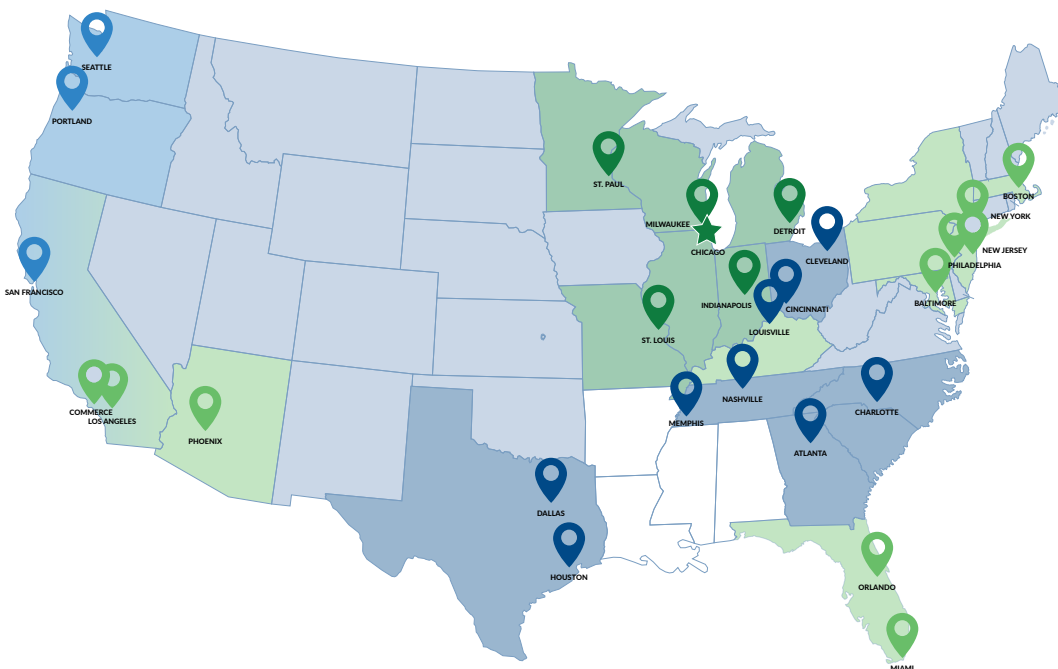 SEATTLE
PORTLAND
ST. PAUL
BOSTON
MILWAUKEE
NEW YORK
DETROIT
CHICAGO
NEW JERSEY
CLEVELAND
PHILADELPHIA
SAN FRANCISCO
BALTIMORE
INDIANAPOLIS
CINCINNATI
LOUISVILLE
ST. LOUIS
NASHVILLE
COMMERCE
CHARLOTTE
LOS ANGELES
MEMPHIS
PHOENIX
ATLANTA
DALLAS
HOUSTON
ORLANDO
MIAMI